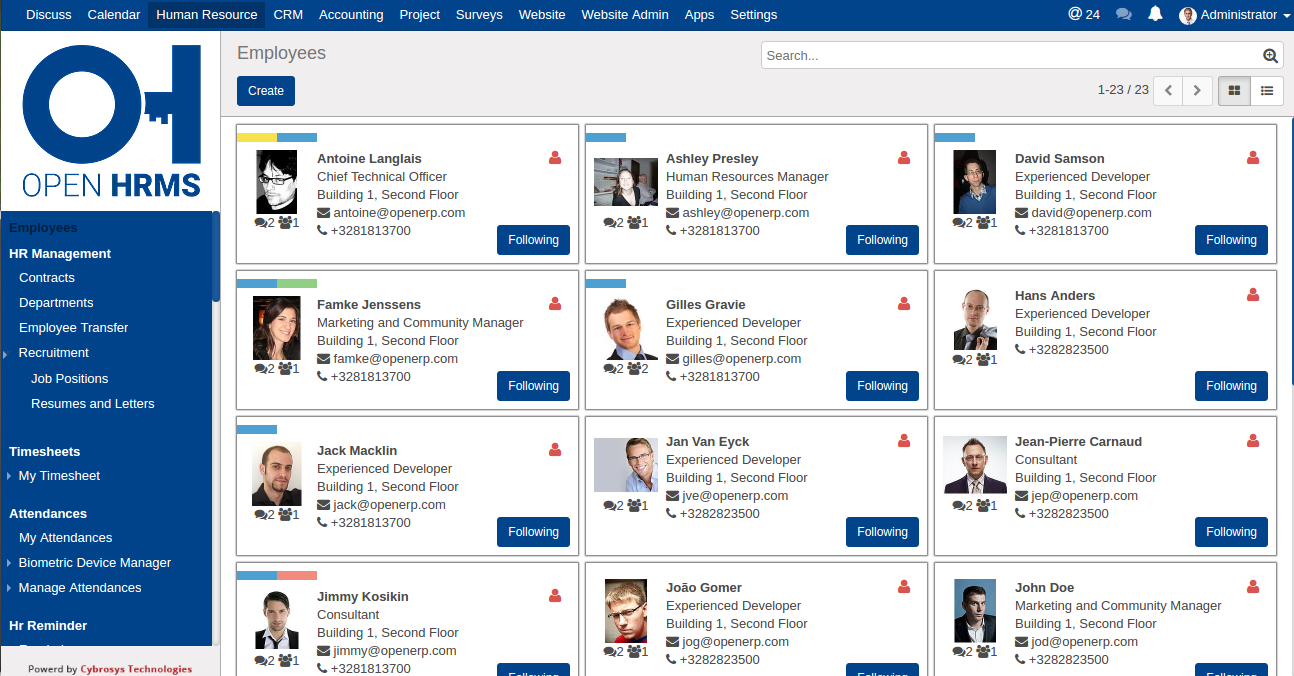 Discuss Calendar Human Resource CRM Accounting Project Surveys Website Website Admin Apps Settings @ 24 Administrator
OPEN HRMS
Employees
HR Management
Contracts
Departments
Employee Transfer
Recruitment
Job Positions
Resumes and Letters
Timesheets
My Timesheet
Attendances
My Attendances
Biometric Device Manager
Manage Attendances
Hr Reminder
Powered by Cybrosys Technologies
Employees
Search...
Create
1-23 / 23
Antoine Langlais
Chief Technical Officer
Building 1, Second Floor
antoine@openerp.com
+3281813700
2 1
Following
Ashley Presley
Human Resources Manager
Building 1, Second Floor
ashley@openerp.com
+3281813700
2 1
Following
David Samson
Experienced Developer
Building 1, Second Floor
david@openerp.com
+3281813700
2 1
Following
Famke Jenssens
Marketing and Community Manager
Building 1, Second Floor
famke@openerp.com
+3281813700
2 1
Following
Gilles Gravie
Experienced Developer
Building 1, Second Floor
gilles@openerp.com
+3281813700
2 2
Following
Hans Anders
Experienced Developer
Building 1, Second Floor
+3282823500
2 1
Following
Jack Macklin
Experienced Developer
Building 1, Second Floor
jack@openerp.com
+3281813700
2 1
Following
Jan Van Eyck
Experienced Developer
Building 1, Second Floor
jve@openerp.com
+3282823500
2 1
Following
Jean-Pierre Carnaud
Consultant
Building 1, Second Floor
jep@openerp.com
+3282823500
2 1
Following
Jimmy Kosikin
Consultant
Building 1, Second Floor
jimmy@openerp.com
+3281813700
2 1
Following
João Gomer
Experienced Developer
Building 1, Second Floor
jog@openerp.com
+3282823500
2 1
Following
John Doe
Marketing and Community Manager
Building 1, Second Floor
jod@openerp.com
+3282823500
2 1
Following